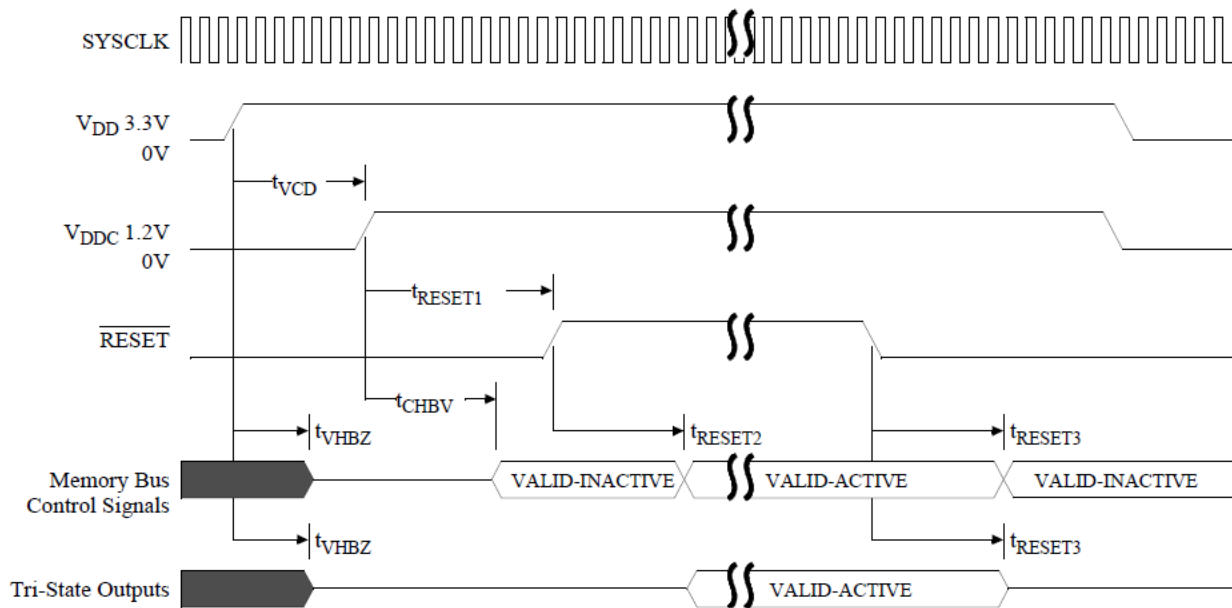 SYSCLK
VDD 3.3V
0V
tVCD
VDDC 1.2V
0V
tRESET1
RESET
tCHBV
tVHBZ
tRESET2
tRESET3
Memory Bus
Control Signals
VALID-INACTIVE
VALID-ACTIVE
VALID-INACTIVE
tVHBZ
tRESET3
Tri-State Outputs
VALID-ACTIVE